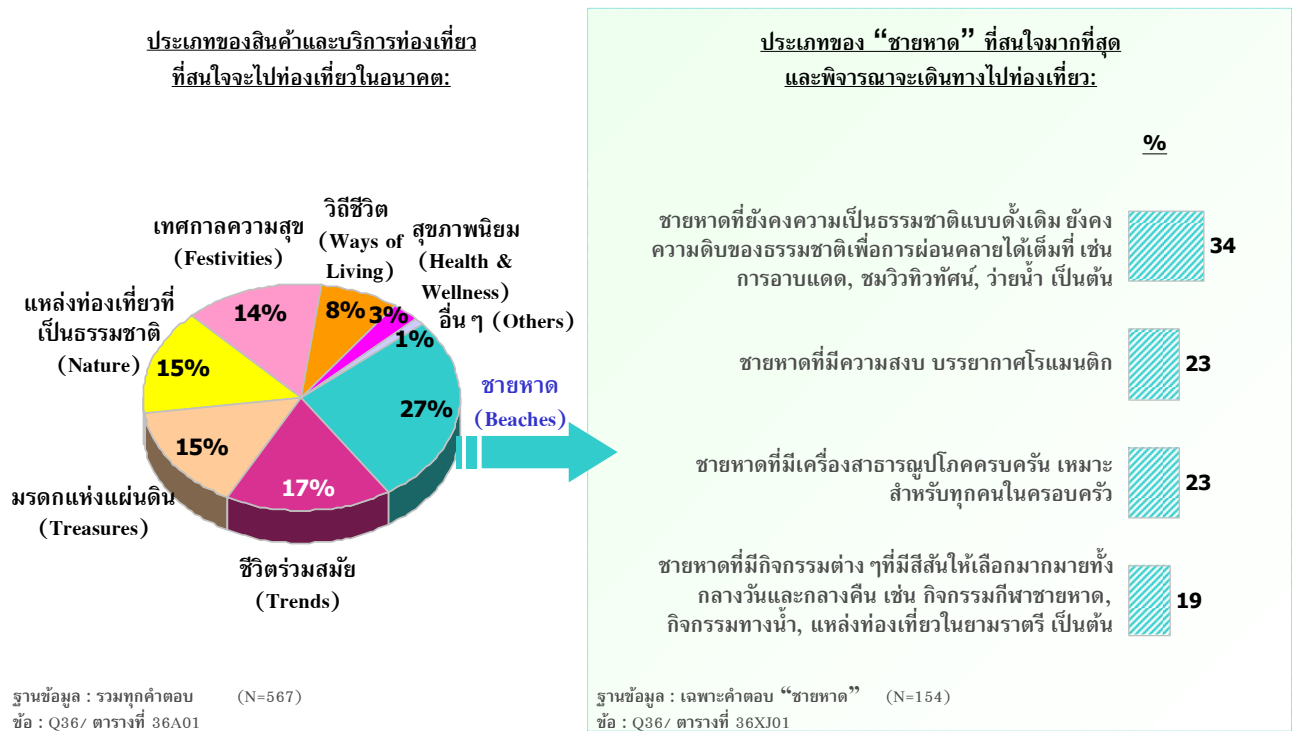 ประเภทของสินค้าและบริการท่องเที่ยว
ที่สนใจจะไปท่องเที่ยวในอนาคต:
เทศกาลความสุข
(Festivities)
14%
วิถีชีวิต
(Ways of
Living)
8%
สุขภาพนิยม
(Health &
Wellness)
3%
อื่น ๆ (Others)
1%
แหล่งท่องเที่ยวที่
เป็นธรรมชาติ
(Nature)
15%
ชายหาด
(Beaches)
27%
มรดกแห่งแผ่นดิน
(Treasures)
15%
17%
ชีวิตร่วมสมัย
(Trends)
ฐานข้อมูล : รวมทุกคำตอบ (N=567)
ข้อ : Q36/ ตารางที่ 36A01
ประเภทของ “ชายหาด” ที่สนใจมากที่สุด
และพิจารณาจะเดินทางไปท่องเที่ยว:
%
ชายหาดที่ยังคงความเป็นธรรมชาติแบบดั้งเดิม ยังคง
ความดิบของธรรมชาติเพื่อการผ่อนคลายได้เต็มที่ เช่น
การอาบแดด, ชมวิวทิวทัศน์, ว่ายน้ำ เป็นต้น
34
ชายหาดที่มีความสงบ บรรยากาศโรแมนติก
23
ชายหาดที่มีเครื่องสาธารณูปโภคครบครัน เหมาะ
สำหรับทุกคนในครอบครัว
23
ชายหาดที่มีกิจกรรมต่าง ๆที่มีสีสันให้เลือกมากมายทั้ง
กลางวันและกลางคืน เช่น กิจกรรมกีฬาชายหาด,
กิจกรรมทางน้ำ, แหล่งท่องเที่ยวในยามราตรี เป็นต้น
19
ฐานข้อมูล : เฉพาะคำตอบ “ชายหาด” (N=154)
ข้อ : Q36/ ตารางที่ 36XJ01